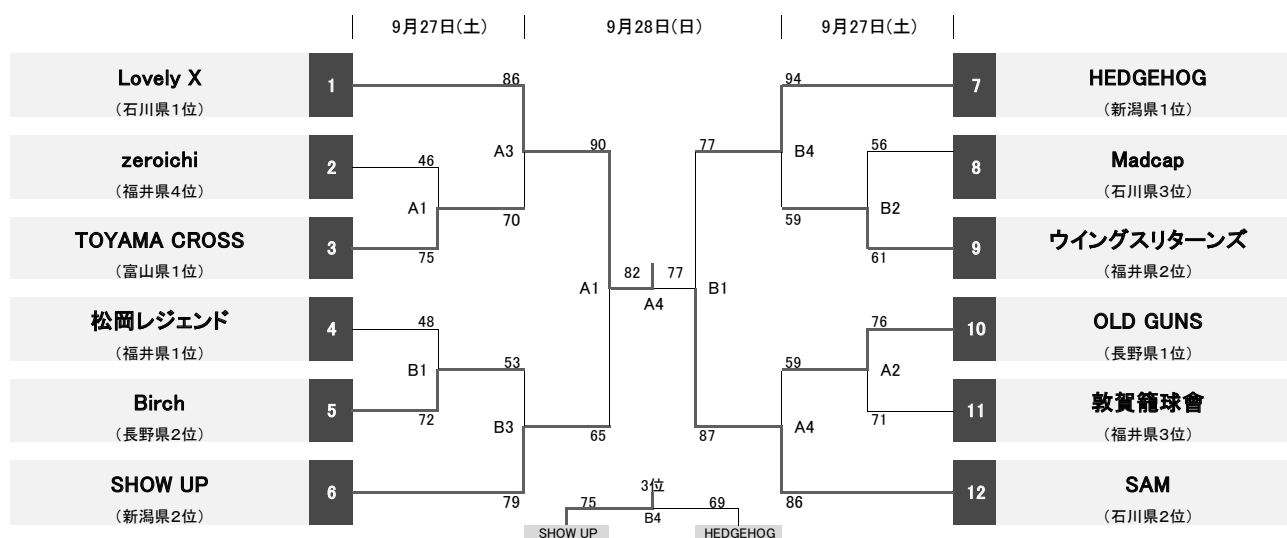 9月27日(土)
9月28日(日)
9月27日(土)
Lovely X
(石川県1位)
1
86
94
7
HEDGEHOG
(新潟県1位)
zeroichi
(福井県4位)
2
46
A3
90
77
B4
56
8
Madcap
(石川県3位)
A1
70
59
B2
TOYAMA CROSS
(富山県1位)
3
75
61
9
ウイングスリターンズ
(福井県2位)
A1
82
77
A4
B1
松岡レジェンド
(福井県1位)
4
48
76
10
OLD GUNS
(長野県1位)
B1
53
59
A2
Birch
(長野県2位)
5
72
B3
65
87
A4
71
11
敦賀籠球會
(福井県3位)
SHOW UP
(新潟県2位)
6
79
86
12
SAM
(石川県2位)
3位
75
69
B4
SHOW UP
HEDGEHOG